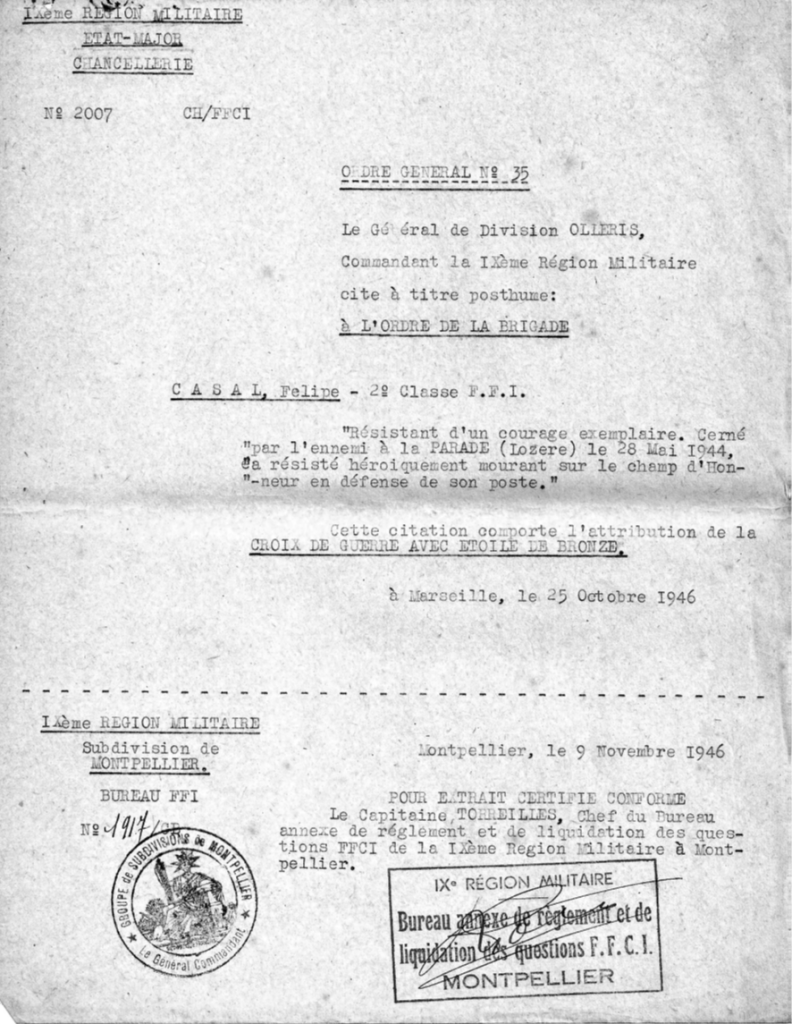 IXème REGION MILITAIRE
ETAT-MAJOR
CHANCELLERIE
Nº 2007 CH/FFCI
ORDRE GENERAL Nº 35
Le Général de Division OLLERIS,
Commandant la IXème Région Militaire
cite à titre posthume:
à L'ORDRE DE LA BRIGADE
C A S A L, Felipe - 2º Classe F.F.I.
"Résistant d'un courage exemplaire. Cerné
"par l'ennemi à la PARADE (Lozere) le 28 Mai 1944,
"a résisté héroiquement mourant sur le champ d'Hon-
"-neur en défense de son poste."
Cette citation comporte l'attribution de la
CROIX DE GUERRE AVEC ETOILE DE BRONZE.
à Marseille, le 25 Octobre 1946
IXème REGION MILITAIRE
Subdivision de
MONTPELLIER.
BUREAU FFI
Nº 1917/
Montpellier, le 9 Novembre 1946
POUR EXTRAIT CERTIFIE CONFORME
Le Capitaine TORREILLES, Chef du Bureau
annexe de réglement et de liquidation des ques-
tions FFCI de la IXème Region Militaire à Mont-
pellier.
★ GROUPE de SUBDIVISIONS de MONTPELLIER ★
Le Général Commandant
IXe RÉGION MILITAIRE
Bureau annexe de règlement et de
liquidation des questions F.F.C.I.
MONTPELLIER